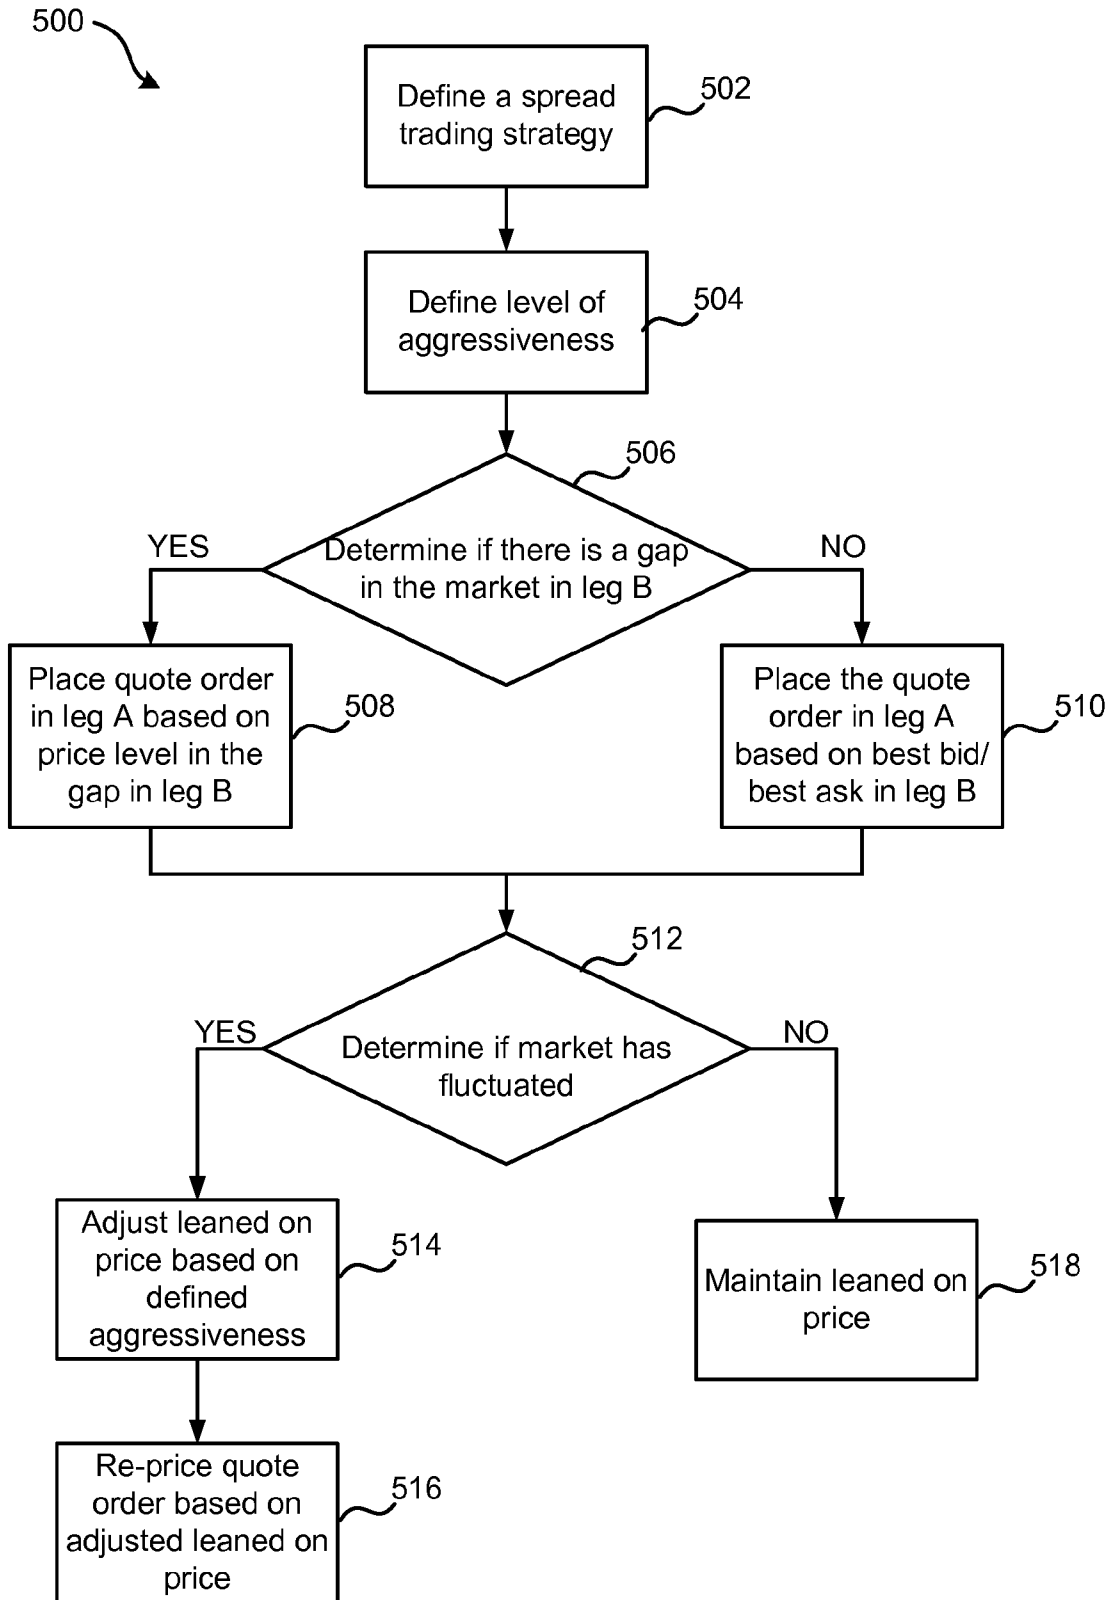 500
Define a spread
trading strategy
502
Define level of
aggressiveness
504
506
YES
Determine if there is a gap
in the market in leg B
NO
Place quote order
in leg A based on
price level in the
gap in leg B
508
Place the quote
order in leg A
based on best bid/
best ask in leg B
510
512
YES
Determine if market has
fluctuated
NO
Adjust leaned on
price based on
defined
aggressiveness
514
Maintain leaned on
price
518
Re-price quote
order based on
adjusted leaned on
price
516